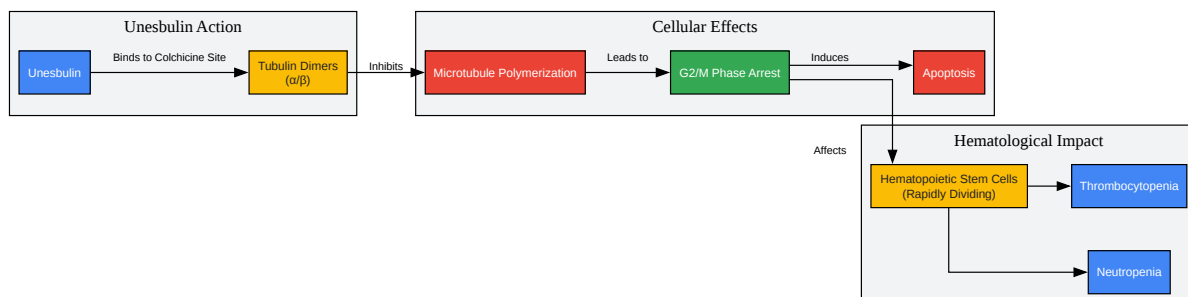 Unesbulin Action
Unesbulin
Binds to Colchicine Site
Tubulin Dimers
(α/β)
Inhibits
Cellular Effects
Microtubule Polymerization
Leads to
G2/M Phase Arrest
Induces
Apoptosis
Affects
Hematological Impact
Hematopoietic Stem Cells
(Rapidly Dividing)
Thrombocytopenia
Neutropenia